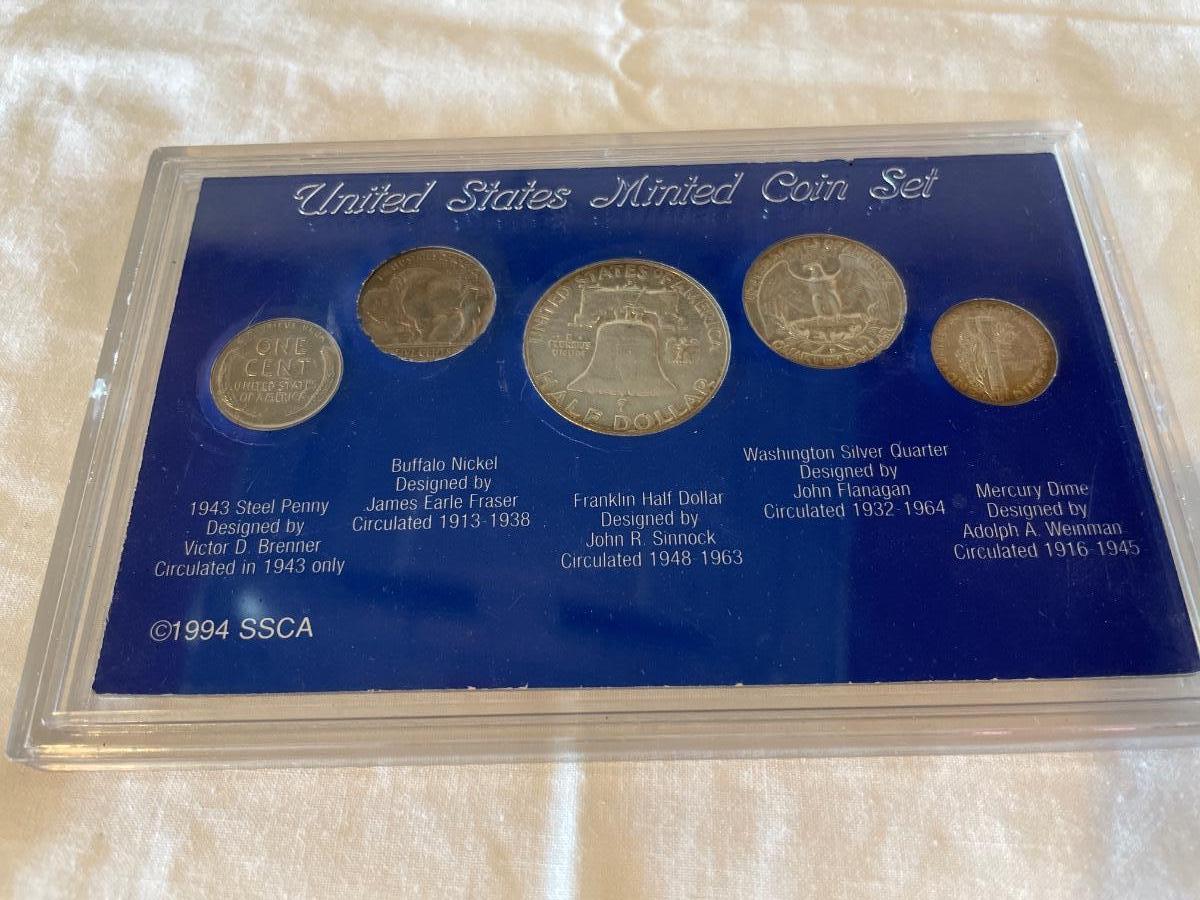 United States Minted Coin Set
ONE
CENT
UNITED STATES
OF AMERICA
UNITED STATES OF AMERICA
PLURIBUS
UNUM
HALF DOLLAR
QUARTER DOLLAR
1943 Steel Penny
Designed by
Victor D. Brenner
Circulated in 1943 only
Buffalo Nickel
Designed by
James Earle Fraser
Circulated 1913-1938
Franklin Half Dollar
Designed by
John R. Sinnock
Circulated 1948-1963
Washington Silver Quarter
Designed by
John Flanagan
Circulated 1932-1964
Mercury Dime
Designed by
Adolph A. Weinman
Circulated 1916-1945
©1994 SSCA